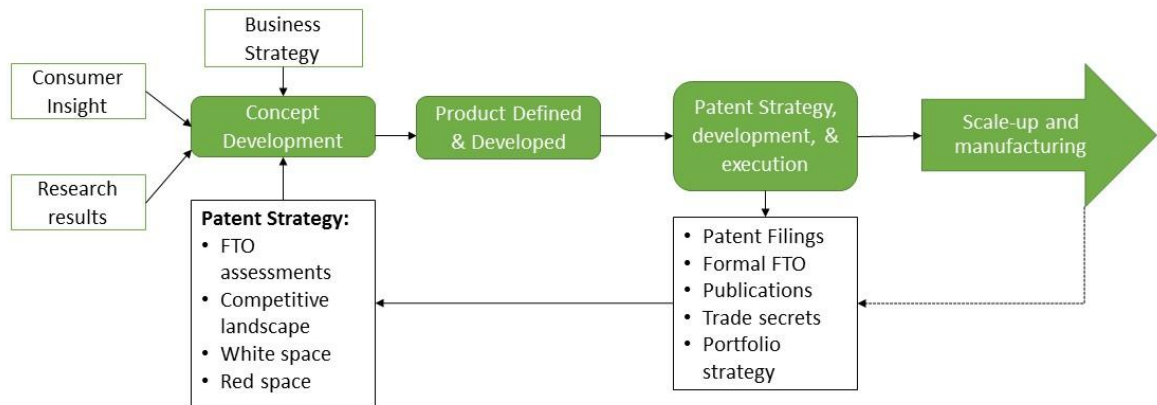 Business
Strategy
Consumer
Insight
Concept
Development
Product Defined
& Developed
Patent Strategy,
development, &
execution
Scale-up and
manufacturing
Research
results
Patent Strategy:
• FTO
assessments
• Competitive
landscape
• White space
• Red space
• Patent Filings
• Formal FTO
• Publications
• Trade secrets
• Portfolio
strategy